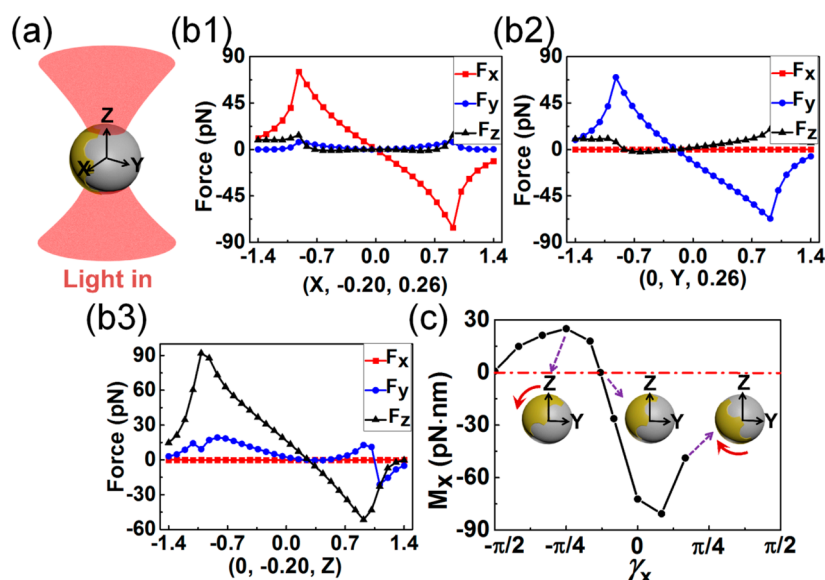 (a)
Z
X
Y
Light in
(b1)
Force (pN)
90
45
0
-45
-90
Fx
Fy
Fz
-1.4 -0.7 0.0 0.7 1.4
(X, -0.20, 0.26)
(b2)
Force (pN)
90
45
0
-45
-90
Fx
Fy
Fz
-1.4 -0.7 0.0 0.7 1.4
(0, Y, 0.26)
(b3)
Force (pN)
90
60
30
0
-30
-60
Fx
Fy
Fz
-1.4 -0.7 0.0 0.7 1.4
(0, -0.20, Z)
(c)
Mx (pN·nm)
30
0
-30
-60
-90
Z
Y
Z
Y
Z
Y
-π/2 -π/4 0 π/4 π/2
γx